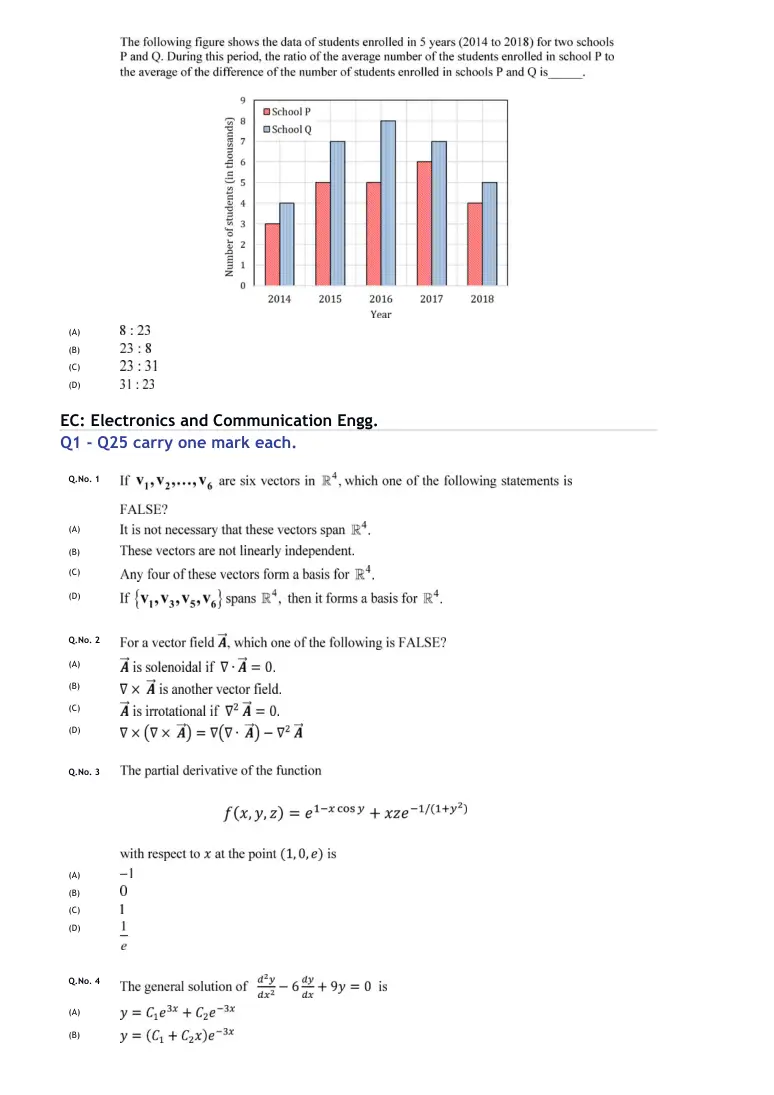 The following figure shows the data of students enrolled in 5 years (2014 to 2018) for two schools
P and Q. During this period, the ratio of the average number of the students enrolled in school P to
the average of the difference of the number of students enrolled in schools P and Q is_____.
9
8
7
6
5
4
3
2
1
0
Number of students (in thousands)
School P
School Q
2014 2015 2016 2017 2018
Year
(A) 8 : 23
(B) 23 : 8
(C) 23 : 31
(D) 31 : 23
EC: Electronics and Communication Engg.
Q1 - Q25 carry one mark each.
Q.No. 1 If v₁,v₂,…,v₆ are six vectors in ℝ⁴, which one of the following statements is
FALSE?
(A) It is not necessary that these vectors span ℝ⁴.
(B) These vectors are not linearly independent.
(C) Any four of these vectors form a basis for ℝ⁴.
(D) If {v₁,v₃,v₅,v₆} spans ℝ⁴, then it forms a basis for ℝ⁴.
Q.No. 2 For a vector field A⃗, which one of the following is FALSE?
(A) A⃗ is solenoidal if ∇ · A⃗ = 0.
(B) ∇ × A⃗ is another vector field.
(C) A⃗ is irrotational if ∇² A⃗ = 0.
(D) ∇ × (∇ × A⃗) = ∇(∇ · A⃗) − ∇² A⃗
Q.No. 3 The partial derivative of the function
f(x, y, z) = e^{1−x cos y} + xze^{−1/(1+y²)}
with respect to x at the point (1, 0, e) is
(A) −1
(B) 0
(C) 1
(D) 1/e
Q.No. 4 The general solution of d²y/dx² − 6 dy/dx + 9y = 0 is
(A) y = C₁e^{3x} + C₂e^{−3x}
(B) y = (C₁ + C₂x)e^{−3x}